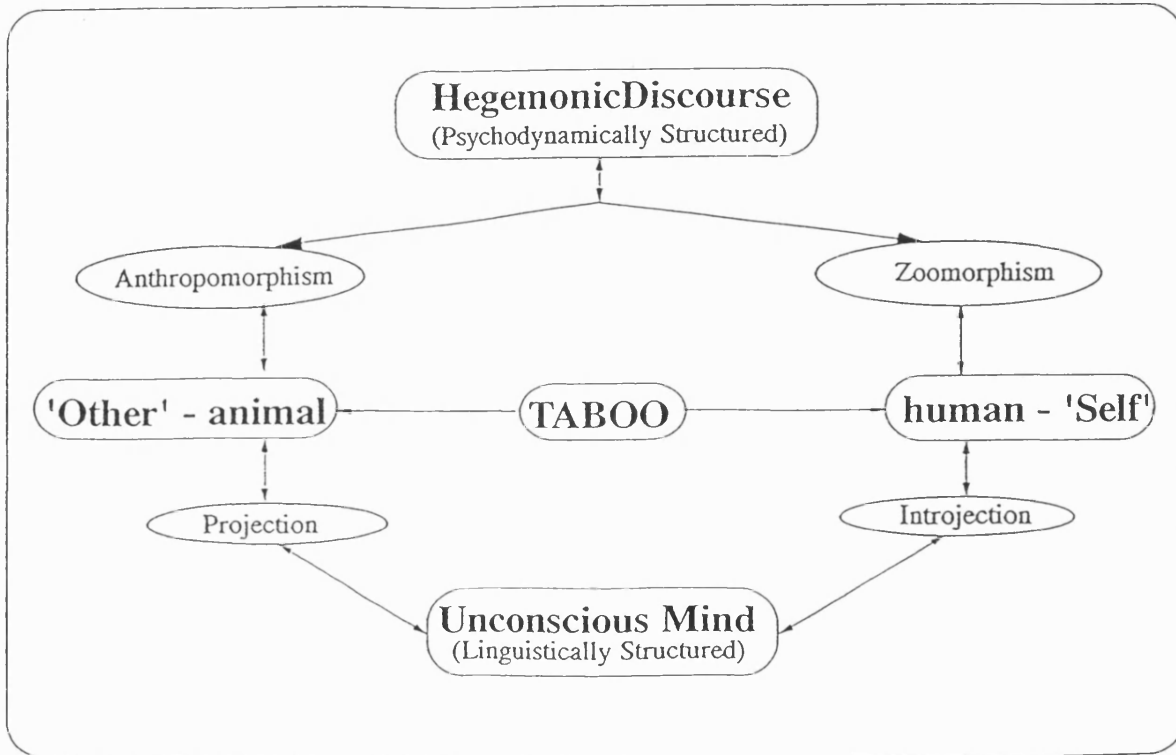 HegemonicDiscourse
(Psychodynamically Structured)
Anthropomorphism
Zoomorphism
'Other' - animal
TABOO
human - 'Self'
Projection
Introjection
Unconscious Mind
(Linguistically Structured)